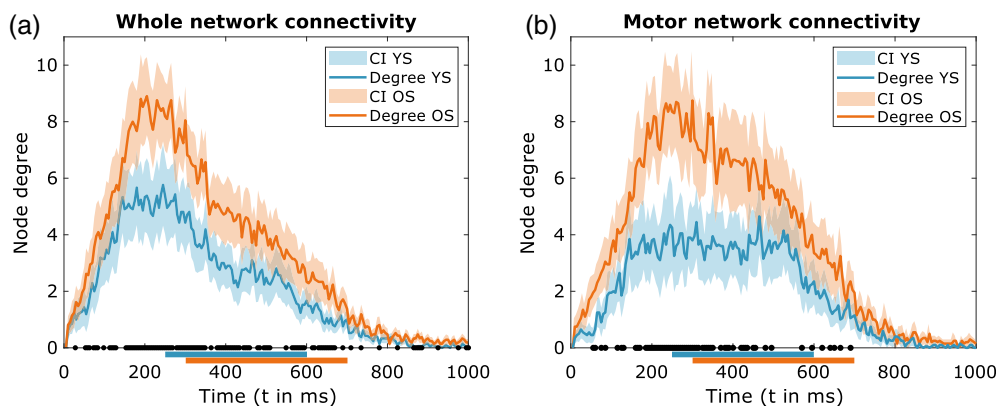 (a)
Whole network connectivity
CI YS
Degree YS
CI OS
Degree OS
Node degree
10
8
6
4
2
0
0 200 400 600 800 1000
Time (t in ms)
(b)
Motor network connectivity
CI YS
Degree YS
CI OS
Degree OS
Node degree
10
8
6
4
2
0
0 200 400 600 800 1000
Time (t in ms)